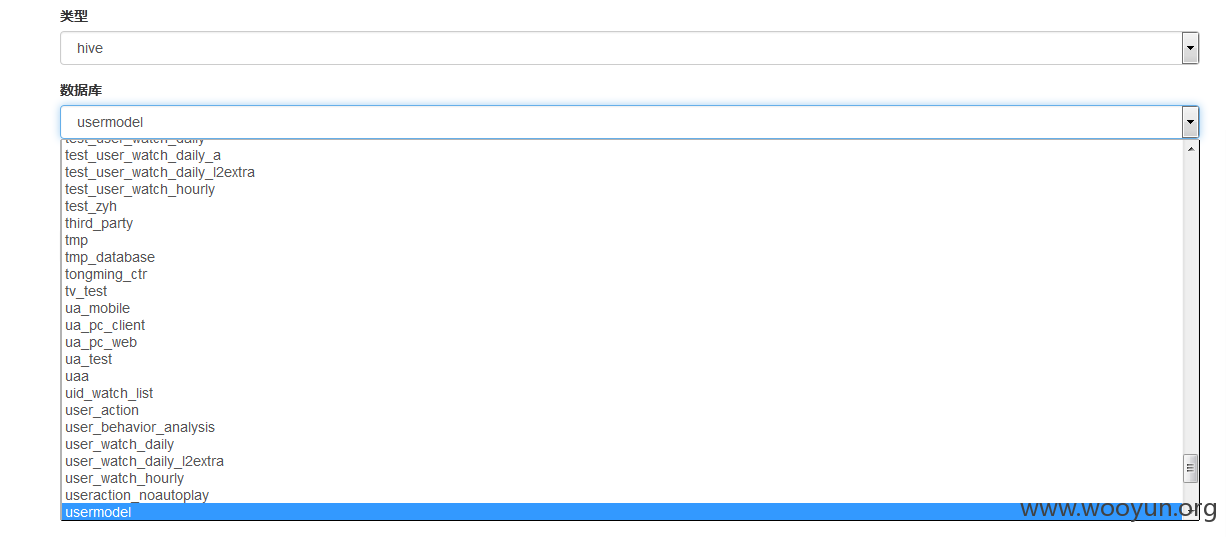 类型
hive
数据库
usermodel
test_user_watch_daily
test_user_watch_daily_a
test_user_watch_daily_l2extra
test_user_watch_hourly
test_zyh
third_party
tmp
tmp_database
tongming_ctr
tv_test
ua_mobile
ua_pc_client
ua_pc_web
ua_test
uaa
uid_watch_list
user_action
user_behavior_analysis
user_watch_daily
user_watch_daily_l2extra
user_watch_hourly
useraction_noautoplay
usermodel
www.wooyun.org